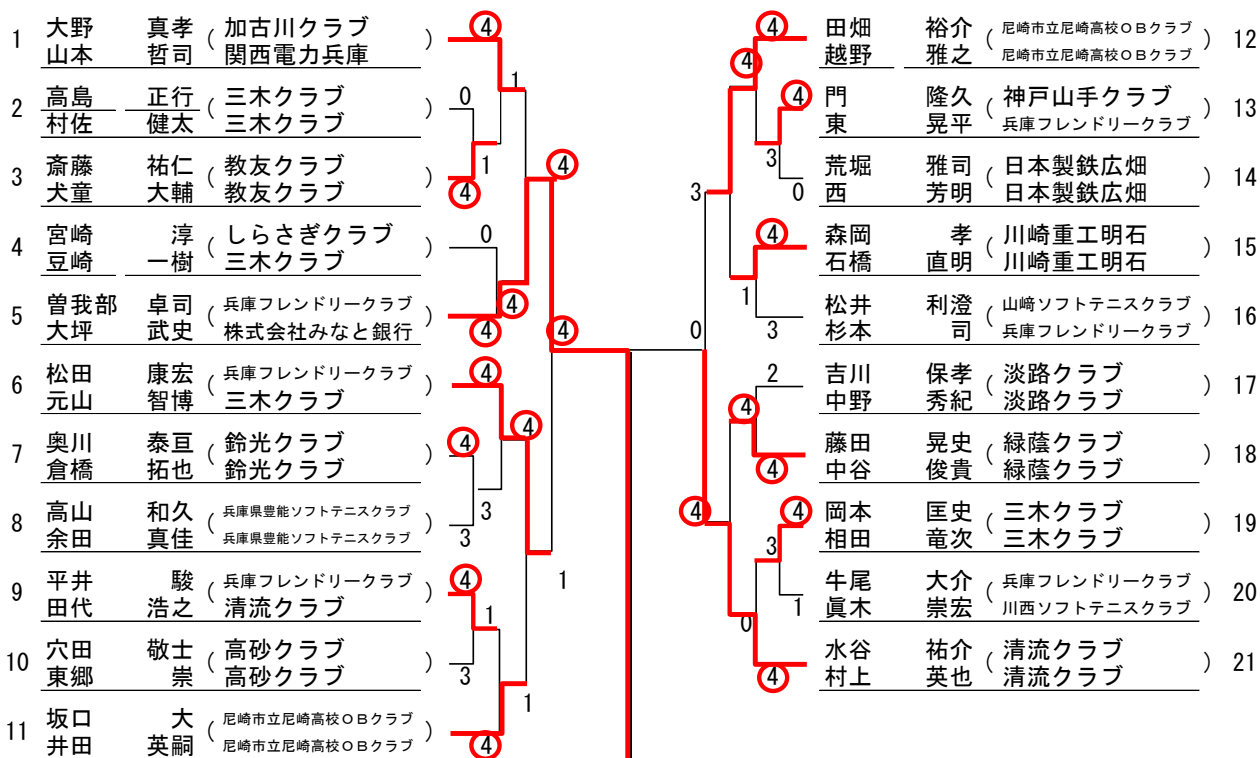 1 大野 真孝 ( 加古川クラブ )
山本 哲司 関西電力兵庫
2 高島 正行 ( 三木クラブ )
村佐 健太 三木クラブ
3 斎藤 祐仁 ( 教友クラブ )
犬童 大輔 教友クラブ
4 宮崎 淳 ( しらさぎクラブ )
豆崎 一樹 三木クラブ
5 曽我部 卓司 ( 兵庫フレンドリークラブ )
大坪 武史 株式会社みなと銀行
6 松田 康宏 ( 兵庫フレンドリークラブ )
元山 智博 三木クラブ
7 奥川 泰亘 ( 鈴光クラブ )
倉橋 拓也 鈴光クラブ
8 高山 和久 ( 兵庫県豊能ソフトテニスクラブ )
余田 真佳 兵庫県豊能ソフトテニスクラブ
9 平井 駿 ( 兵庫フレンドリークラブ )
田代 浩之 清流クラブ
10 穴田 敬士 ( 高砂クラブ )
東郷 崇 高砂クラブ
11 坂口 大 ( 尼崎市立尼崎高校OBクラブ )
井田 英嗣 尼崎市立尼崎高校OBクラブ
4
1
0
1
4
4
0
4
4
4
4
4
4
3
3
4
1
1
3
1
4
田畑 裕介 ( 尼崎市立尼崎高校OBクラブ ) 12
越野 雅之 尼崎市立尼崎高校OBクラブ
門 隆久 ( 神戸山手クラブ ) 13
東 晃平 兵庫フレンドリークラブ
荒堀 雅司 ( 日本製鉄広畑 ) 14
西 芳明 日本製鉄広畑
森岡 孝 ( 川崎重工明石 ) 15
石橋 直明 川崎重工明石
松井 利澄 ( 山﨑ソフトテニスクラブ ) 16
杉本 司 兵庫フレンドリークラブ
吉川 保孝 ( 淡路クラブ ) 17
中野 秀紀 淡路クラブ
藤田 晃史 ( 緑蔭クラブ ) 18
中谷 俊貴 緑蔭クラブ
岡本 匡史 ( 三木クラブ ) 19
相田 竜次 三木クラブ
牛尾 大介 ( 兵庫フレンドリークラブ ) 20
眞木 崇宏 川西ソフトテニスクラブ
水谷 祐介 ( 清流クラブ ) 21
村上 英也 清流クラブ
4
4
4
3
0
3
4
1
3
0
2
4
4
4
4
3
1
0
4